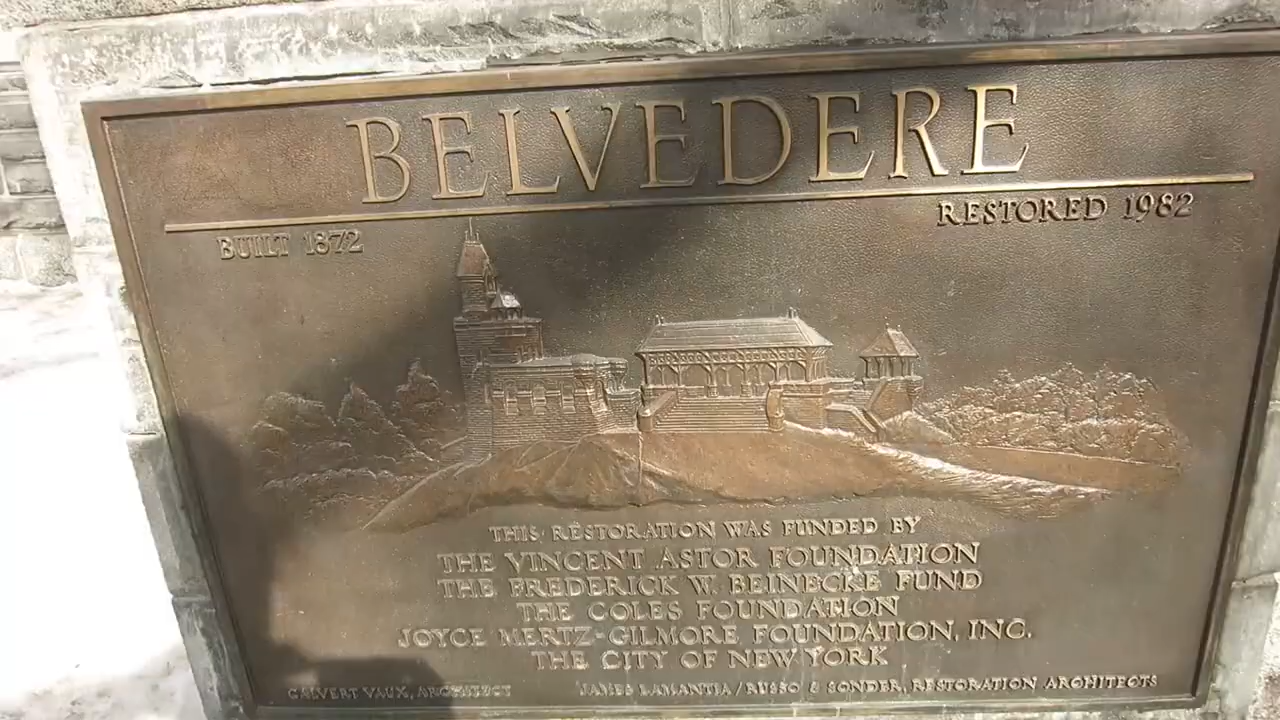 BELVEDERE
BUILT 1872
RESTORED 1982
THIS RESTORATION WAS FUNDED BY
THE VINCENT ASTOR FOUNDATION
THE FREDERICK W. BEINECKE FUND
THE COLES FOUNDATION
JOYCE MERTZ-GILMORE FOUNDATION, INC.
THE CITY OF NEW YORK
CALVERT VAUX, ARCHITECT
JAMES LAMANTIA / RUSSO & SONDER, RESTORATION ARCHITECTS